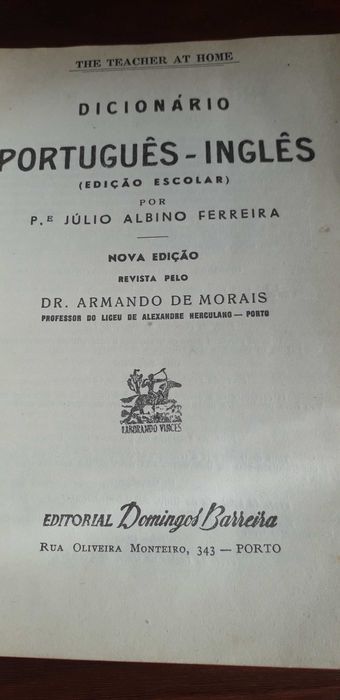 THE TEACHER AT HOME
DICIONÁRIO
PORTUGUÊS - INGLÊS
(EDIÇÃO ESCOLAR)
POR
P.E JÚLIO ALBINO FERREIRA
NOVA EDIÇÃO
REVISTA PELO
DR. ARMANDO DE MORAIS
PROFESSOR DO LICEU DE ALEXANDRE HERCULANO — PORTO
LABORANDO VINCES
EDITORIAL Domingos Barreira
RUA OLIVEIRA MONTEIRO, 343 — PORTO